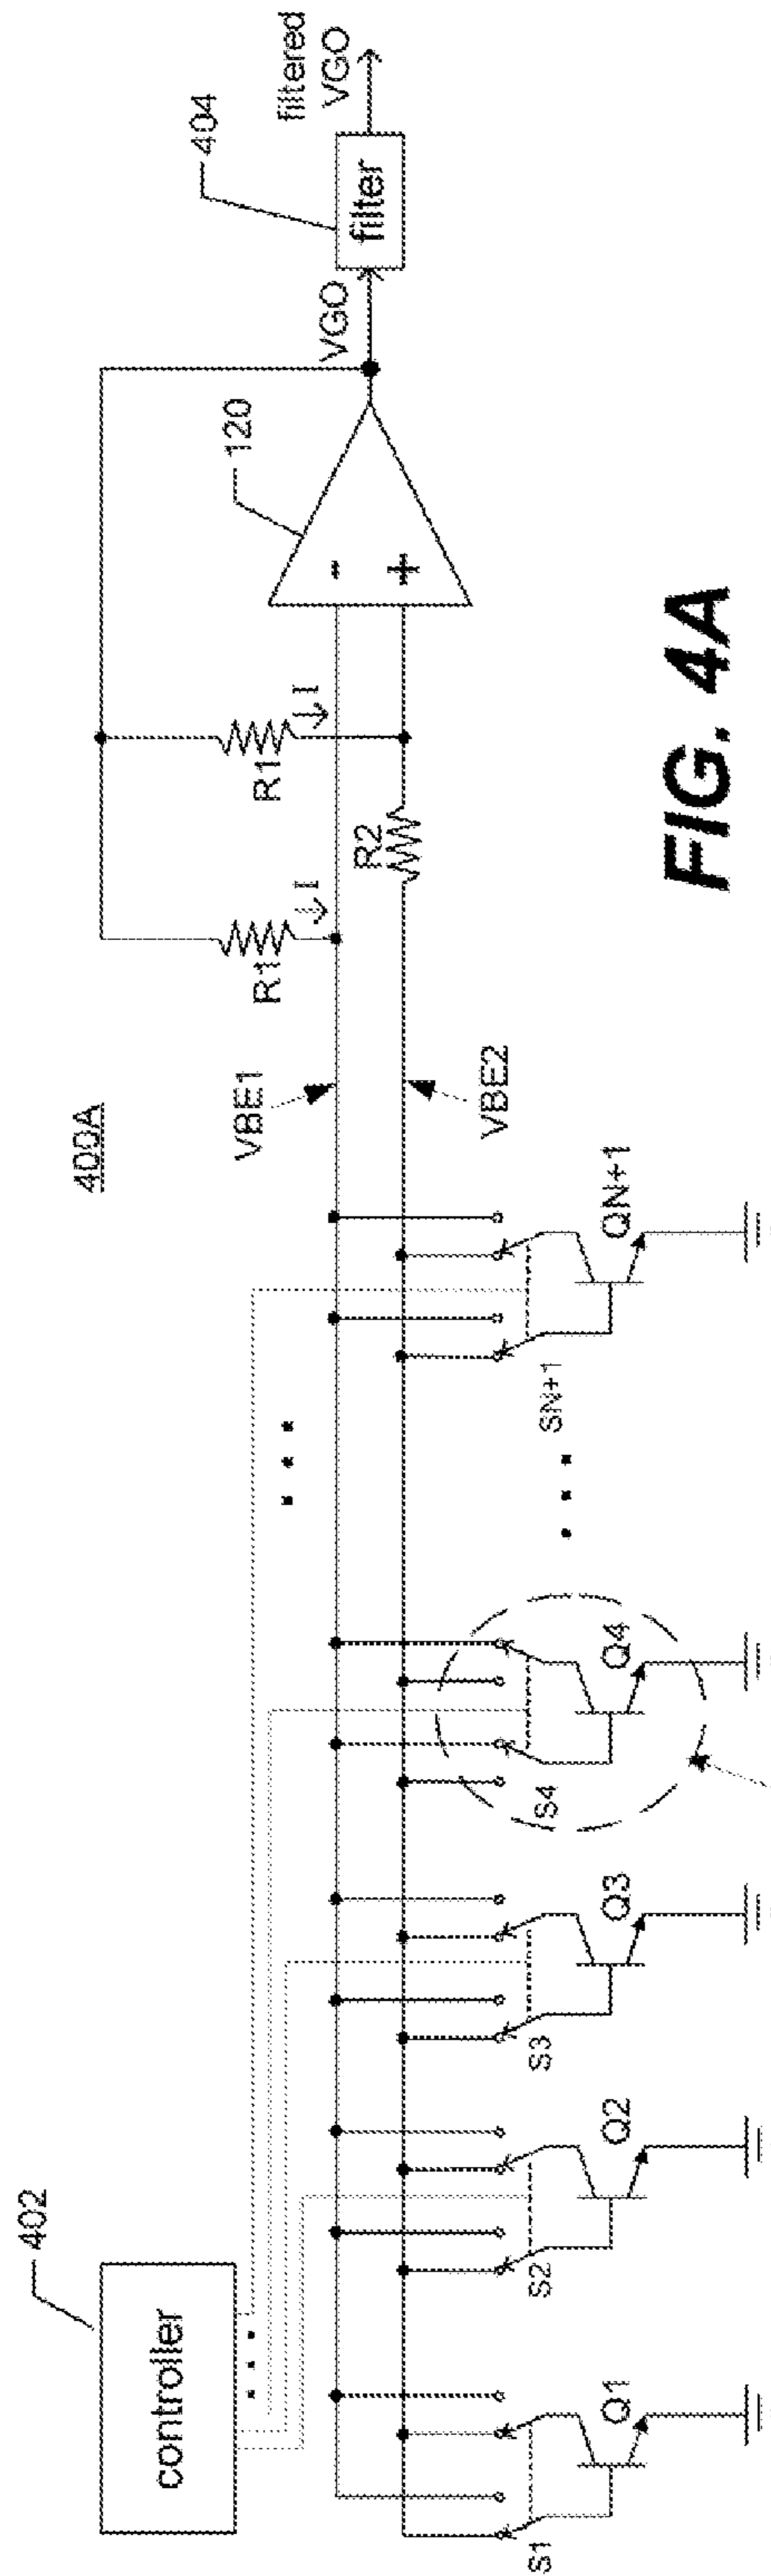 400A
402
controller
VBE1
VBE2
R1
I
R1
I
R2
120
-
+
VGO
404
filter
filtered
VGO
S1
Q1
S2
Q2
S3
Q3
S4
Q4
SN+1
QN+1
FIG. 4A